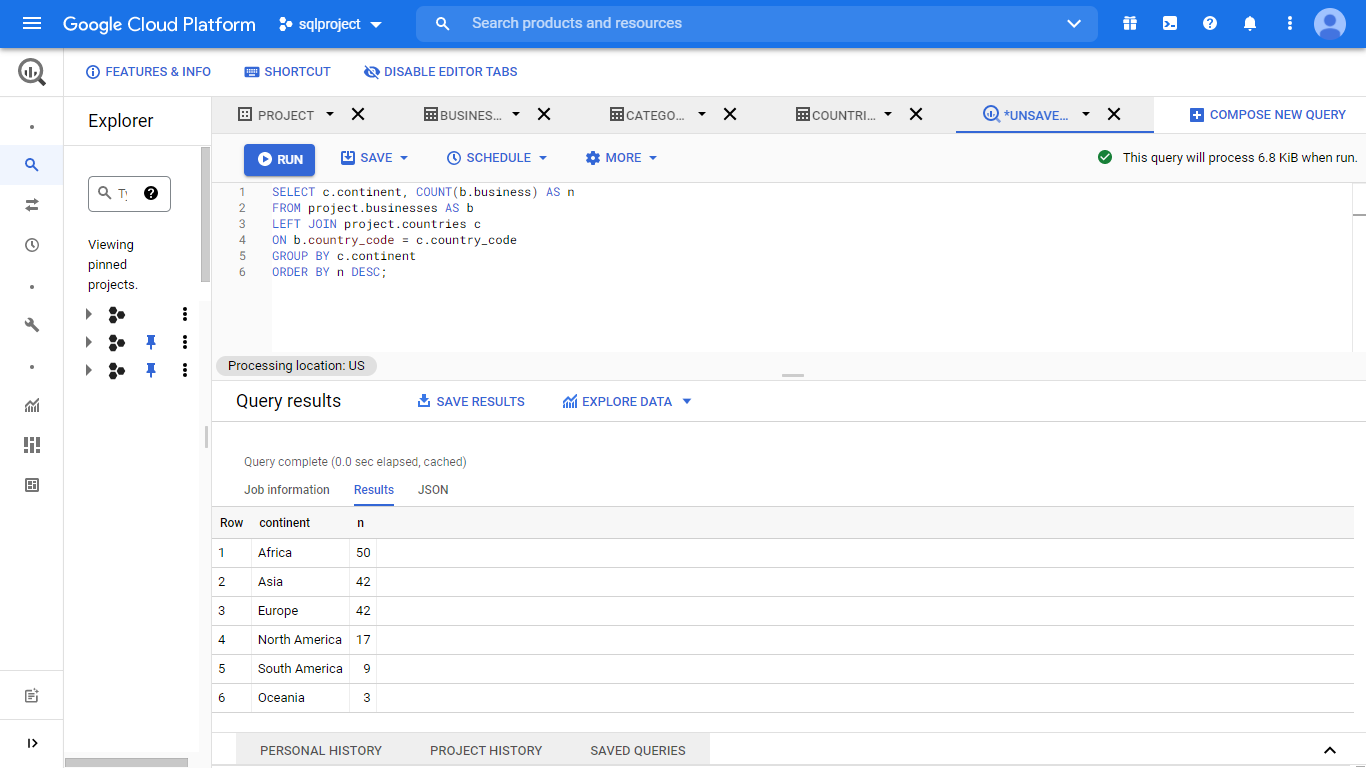 Google Cloud Platform sqlproject Search products and resources
FEATURES & INFO SHORTCUT DISABLE EDITOR TABS
Explorer
PROJECT BUSINES... CATEGO... COUNTRI... *UNSAVE... COMPOSE NEW QUERY
RUN SAVE SCHEDULE MORE This query will process 6.8 KiB when run.
Viewing
pinned
projects.
1 SELECT c.continent, COUNT(b.business) AS n
2 FROM project.businesses AS b
3 LEFT JOIN project.countries c
4 ON b.country_code = c.country_code
5 GROUP BY c.continent
6 ORDER BY n DESC;
Processing location: US
Query results SAVE RESULTS EXPLORE DATA
Query complete (0.0 sec elapsed, cached)
Job information Results JSON
Row continent n
1 Africa 50
2 Asia 42
3 Europe 42
4 North America 17
5 South America 9
6 Oceania 3
PERSONAL HISTORY PROJECT HISTORY SAVED QUERIES